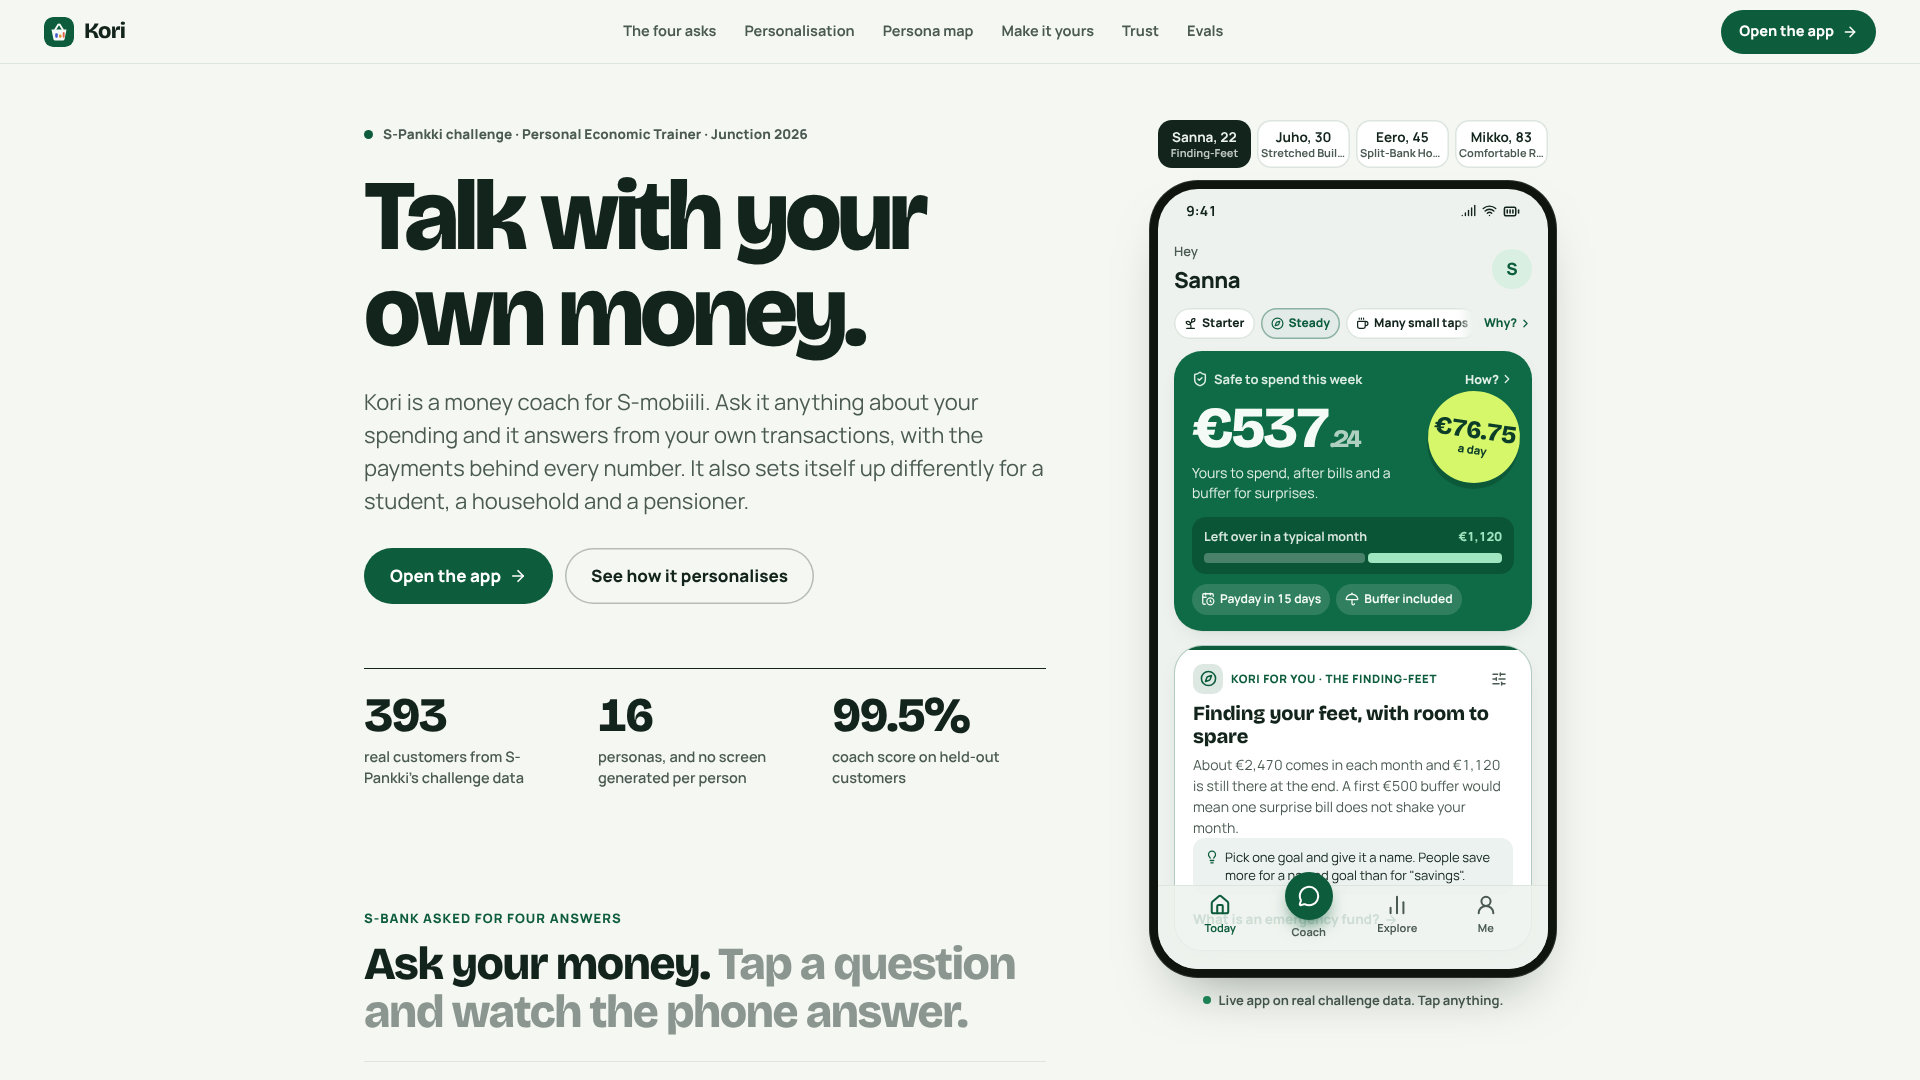 Kori
The four asks
Personalisation
Persona map
Make it yours
Trust
Evals
Open the app
S-Pankki challenge · Personal Economic Trainer · Junction 2026
Talk with your
own money.
Kori is a money coach for S-mobiili. Ask it anything about your
spending and it answers from your own transactions, with the
payments behind every number. It also sets itself up differently for a
student, a household and a pensioner.
Open the app
See how it personalises
393
real customers from S-
Pankki's challenge data
16
personas, and no screen
generated per person
99.5%
coach score on held-out
customers
S-BANK ASKED FOR FOUR ANSWERS
Ask your money. Tap a question
and watch the phone answer.
Sanna, 22
Finding-Feet
Juho, 30
Stretched Buil...
Eero, 45
Split-Bank Ho...
Mikko, 83
Comfortable R...
9:41
Hey
Sanna
S
Starter
Steady
Many small taps
Why?
Safe to spend this week
How?
€537.24
€76.75
a day
Yours to spend, after bills and a
buffer for surprises.
Left over in a typical month
€1,120
Payday in 15 days
Buffer included
KORI FOR YOU · THE FINDING-FEET
Finding your feet, with room to
spare
About €2,470 comes in each month and €1,120
is still there at the end. A first €500 buffer would
mean one surprise bill does not shake your
month.
Pick one goal and give it a name. People save
more for a named goal than for "savings".
What is an emergency fund?
Today
Coach
Explore
Me
Live app on real challenge data. Tap anything.